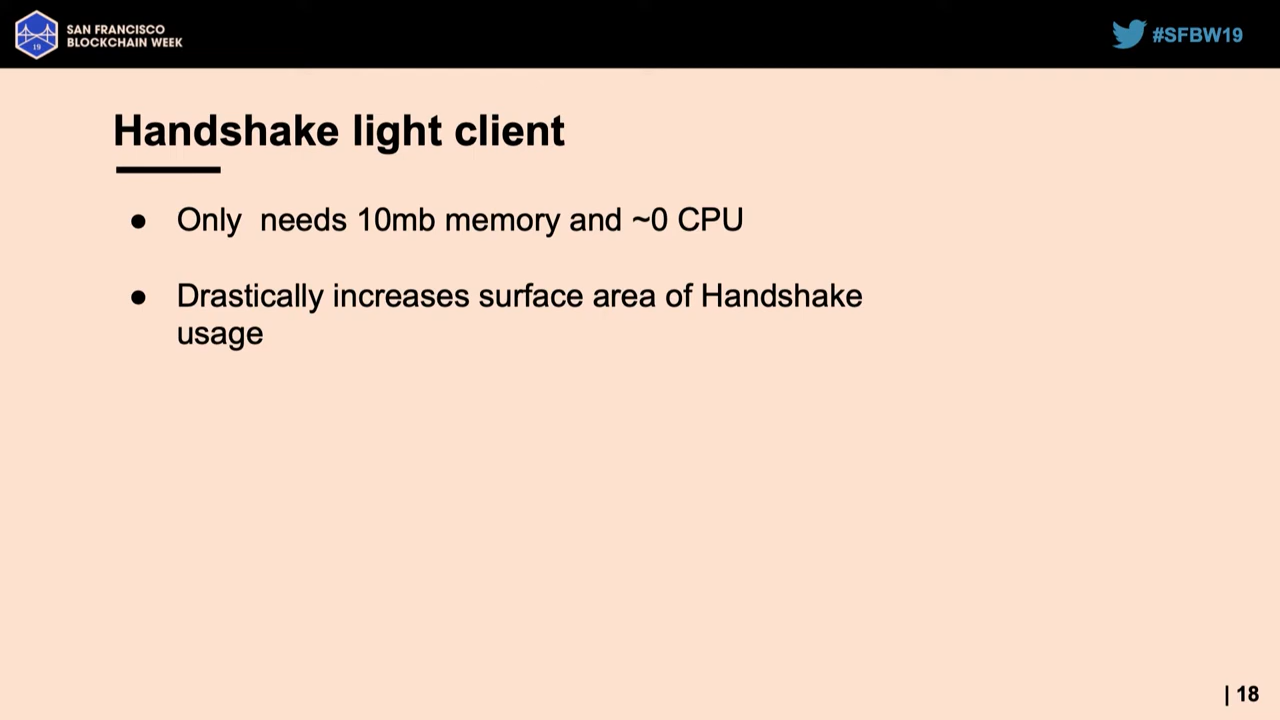 SAN FRANCISCO
BLOCKCHAIN WEEK
19
#SFBW19
Handshake light client
● Only  needs 10mb memory and ~0 CPU
● Drastically increases surface area of Handshake
usage
| 18